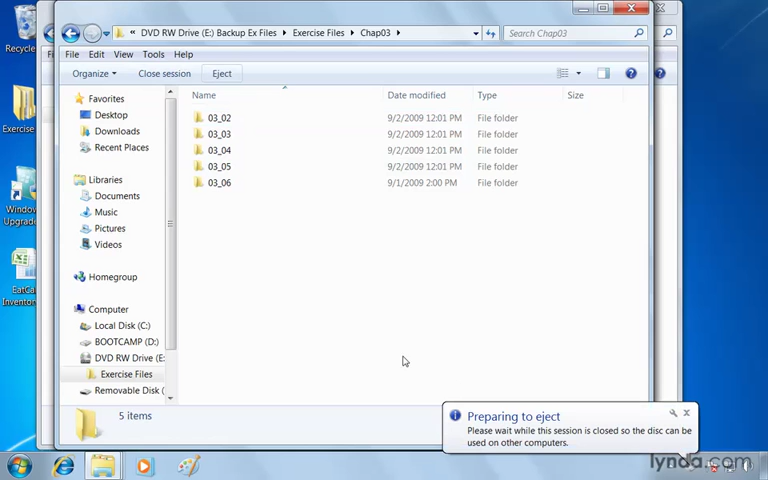 DVD RW Drive (E:) Backup Ex Files
Exercise Files
Chap03
Search Chap03
File Edit View Tools Help
Organize Close session Eject
Name Date modified Type Size
Favorites
Desktop
Downloads
Recent Places
Libraries
Documents
Music
Pictures
Videos
Homegroup
Computer
Local Disk (C:)
BOOTCAMP (D:)
DVD RW Drive (E:
Exercise Files
Removable Disk (
03_02 9/2/2009 12:01 PM File folder
03_03 9/2/2009 12:01 PM File folder
03_04 9/2/2009 12:01 PM File folder
03_05 9/2/2009 12:01 PM File folder
03_06 9/1/2009 2:00 PM File folder
5 items
Preparing to eject
Please wait while this session is closed so the disc can be
used on other computers.
Recycle
Exercise
Window
Upgrade
EatCa
Inventory
lynda.com